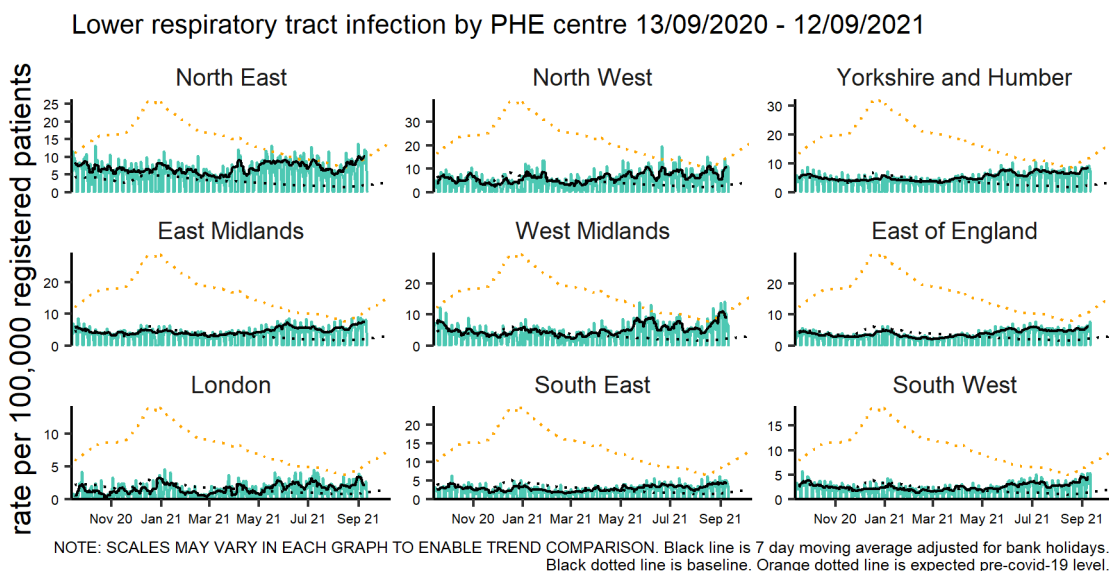 Lower respiratory tract infection by PHE centre 13/09/2020 - 12/09/2021
rate per 100,000 registered patients
North East
North West
Yorkshire and Humber
25
20
15
10
5
0
30
20
10
0
30
20
10
0
East Midlands
West Midlands
East of England
20
10
0
20
10
0
20
10
0
London
South East
South West
10
5
0
20
15
10
5
0
15
10
5
0
Nov 20 Jan 21 Mar 21 May 21 Jul 21 Sep 21
Nov 20 Jan 21 Mar 21 May 21 Jul 21 Sep 21
Nov 20 Jan 21 Mar 21 May 21 Jul 21 Sep 21
NOTE: SCALES MAY VARY IN EACH GRAPH TO ENABLE TREND COMPARISON. Black line is 7 day moving average adjusted for bank holidays.
Black dotted line is baseline. Orange dotted line is expected pre-covid-19 level.